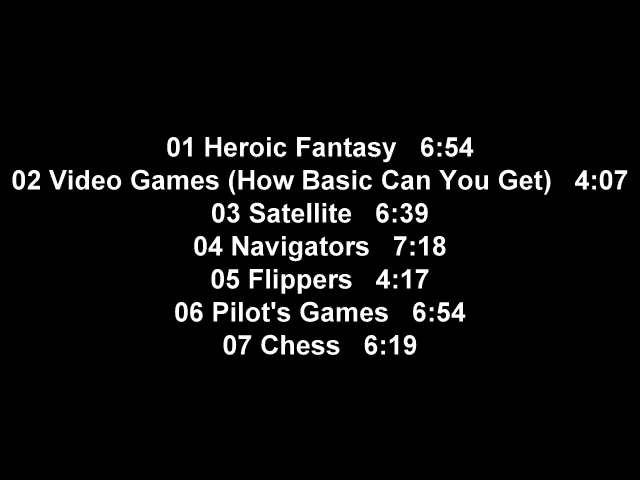 01 Heroic Fantasy   6:54
02 Video Games (How Basic Can You Get)   4:07
03 Satellite   6:39
04 Navigators   7:18
05 Flippers   4:17
06 Pilot's Games   6:54
07 Chess   6:19